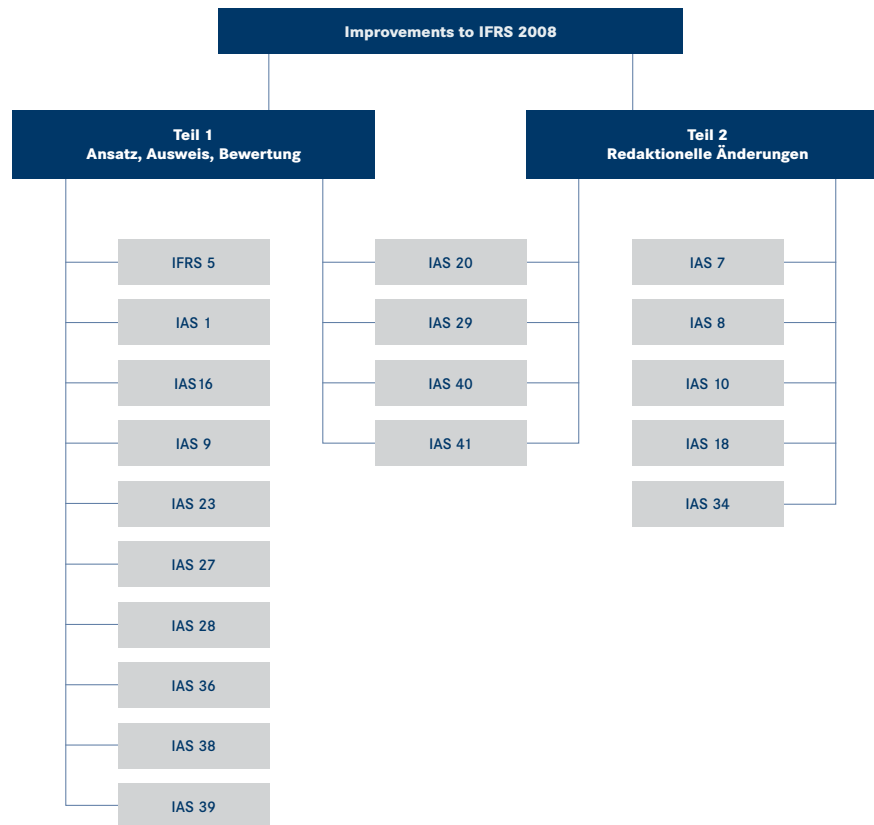 Improvements to IFRS 2008
Teil 1
Ansatz, Ausweis, Bewertung
Teil 2
Redaktionelle Änderungen
IFRS 5
IAS 1
IAS16
IAS 9
IAS 23
IAS 27
IAS 28
IAS 36
IAS 38
IAS 39
IAS 20
IAS 29
IAS 40
IAS 41
IAS 7
IAS 8
IAS 10
IAS 18
IAS 34